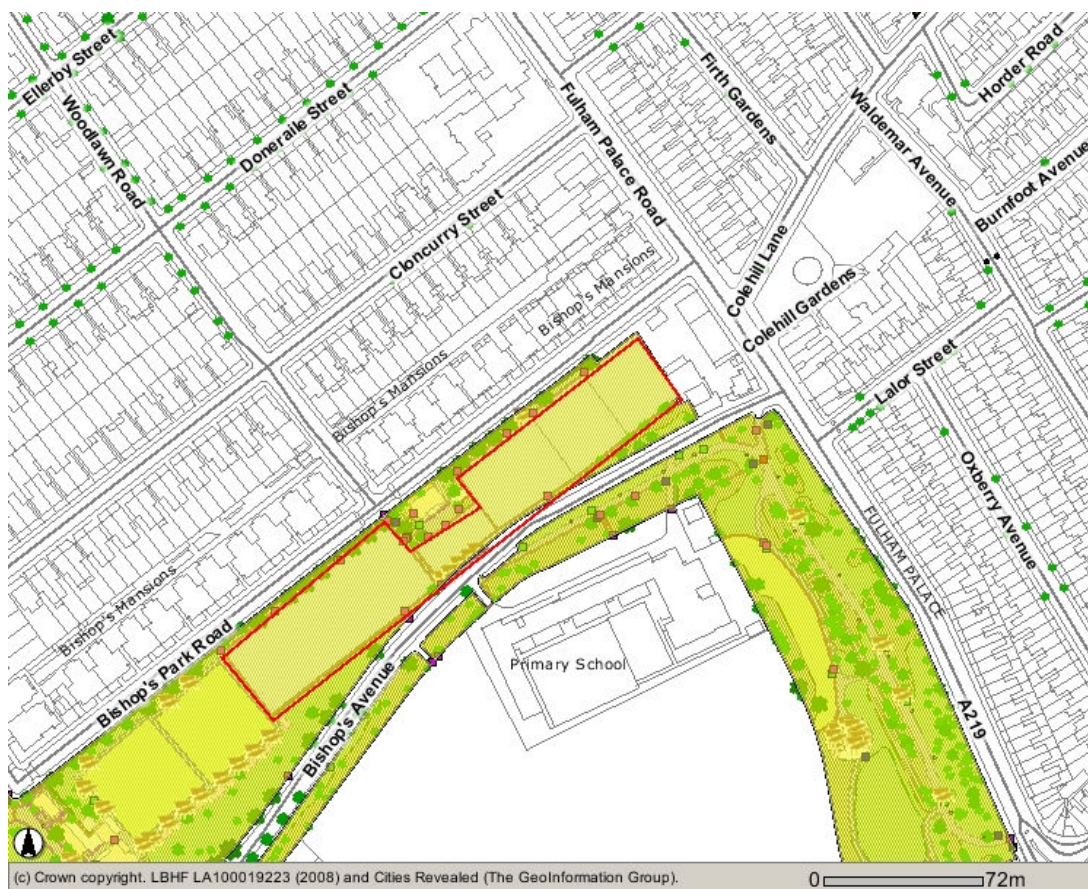 Ellerby Street
Woodlawn Road
Doneraile Street
Cloncurry Street
Fulham Palace Road
Firth Gardens
Waldemar Avenue
Horder Road
Burnfoot Avenue
Colehill Lane
Colehill Gardens
Lalor Street
Oxberry Avenue
Bishop's Mansions
Bishop's Mansions
Bishop's Mansions
Bishop's Park Road
Bishop's Avenue
Primary School
FULHAM PALACE
A219
(c) Crown copyright. LBHF LA100019223 (2008) and Cities Revealed (The GeoInformation Group).
0 72m